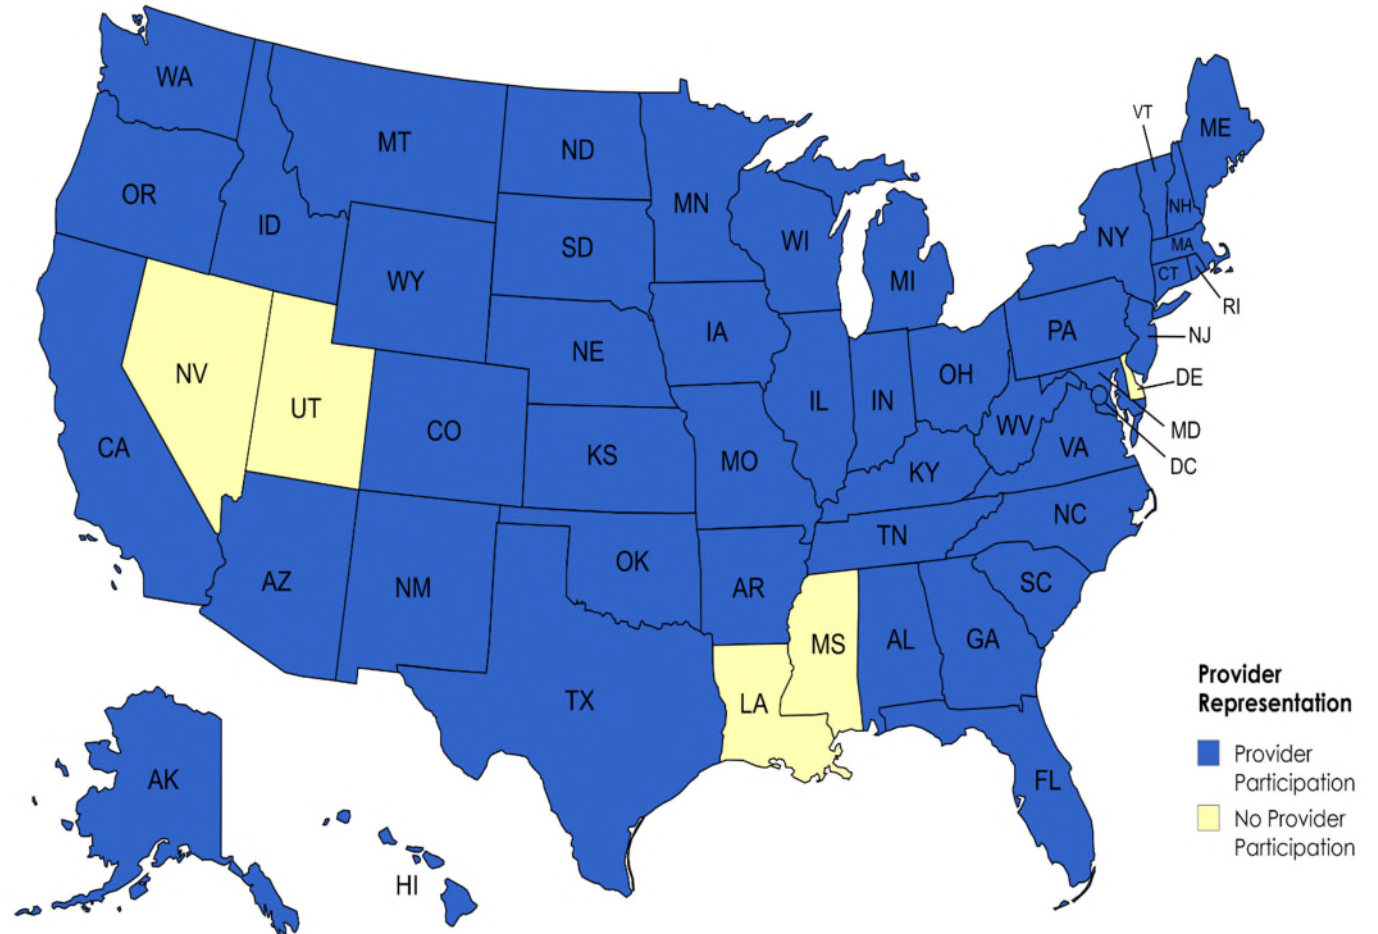 WA
MT
ND
VT
ME
OR
ID
MN
NH
SD
WI
NY
MA
WY
MI
CT
RI
IA
PA
NJ
NE
NV
OH
DE
UT
IL
IN
CO
WV
MD
CA
KS
MO
KY
VA
DC
NC
TN
OK
AZ
NM
AR
SC
MS
AL
GA
TX
LA
AK
FL
HI
Provider
Representation
Provider
Participation
No Provider
Participation